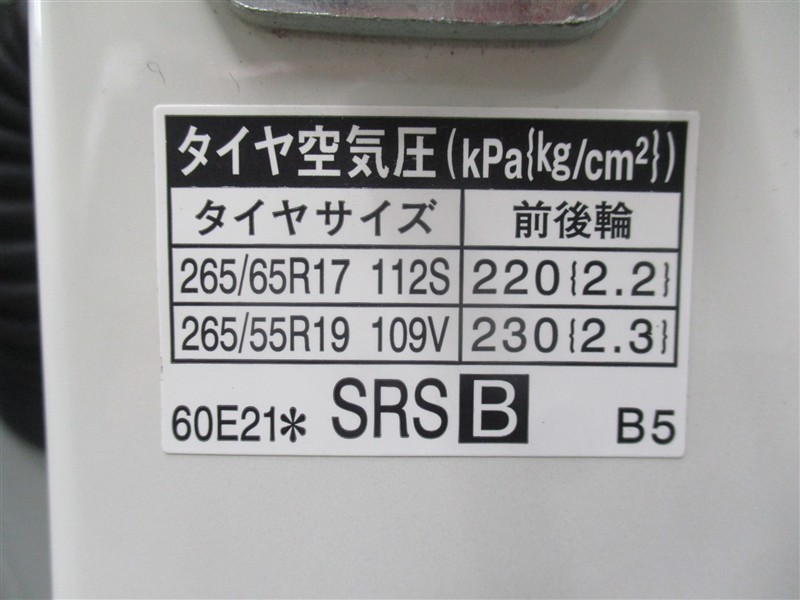 タイヤ空気圧(kPa{kg/cm²})
タイヤサイズ 前後輪
265/65R17 112S 220{2.2}
265/55R19 109V 230{2.3}
60E21* SRS B B5